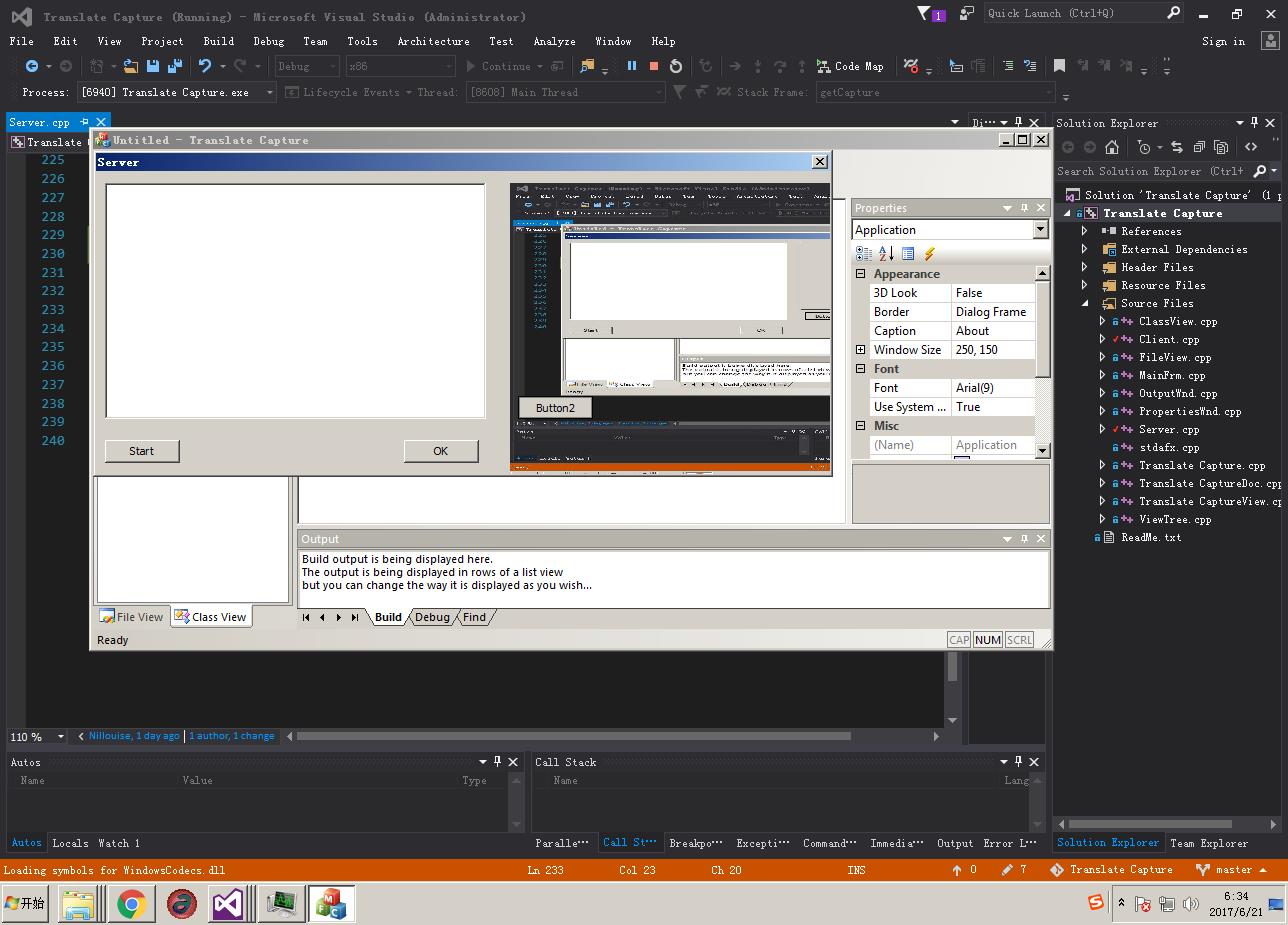 Translate Capture (Running) - Microsoft Visual Studio (Administrator)
1
Quick Launch (Ctrl+Q)
File Edit View Project Build Debug Team Tools Architecture Test Analyze Window Help
Sign in
Debug x86 Continue Code Map
Process: [6940] Translate Capture.exe Lifecycle Events Thread: [8608] Main Thread Stack Frame: getCapture
Server.cpp
Di…
Solution Explorer
Translate
Untitled - Translate Capture
Server
225
226
227
228
229
230
231
232
233
234
235
236
237
238
239
240
Button2
Start
OK
Properties
Application
Appearance
3D Look False
Border Dialog Frame
Caption About
Window Size 250, 150
Font
Font Arial(9)
Use System ... True
Misc
(Name) Application
Output
Build output is being displayed here.
The output is being displayed in rows of a list view
but you can change the way it is displayed as you wish...
File View Class View
Build Debug Find
Ready
CAP NUM SCRL
Search Solution Explorer (Ctrl+
Solution 'Translate Capture' (1 p
Translate Capture
References
External Dependencies
Header Files
Resource Files
Source Files
ClassView.cpp
Client.cpp
FileView.cpp
MainFrm.cpp
OutputWnd.cpp
PropertiesWnd.cpp
Server.cpp
stdafx.cpp
Translate Capture.cpp
Translate CaptureDoc.cpp
Translate CaptureView.cp
ViewTree.cpp
ReadMe.txt
110 % Nillouise, 1 day ago | 1 author, 1 change
Autos
Name Value Type
Call Stack
Name Lang
Autos Locals Watch 1
Paralle… Call St… Breakpo… Excepti… Command… Immedia… Output Error L…
Solution Explorer Team Explorer
Loading symbols for WindowsCodecs.dll Ln 233 Col 23 Ch 20 INS 0 7 Translate Capture master
开始
6:34
2017/6/21